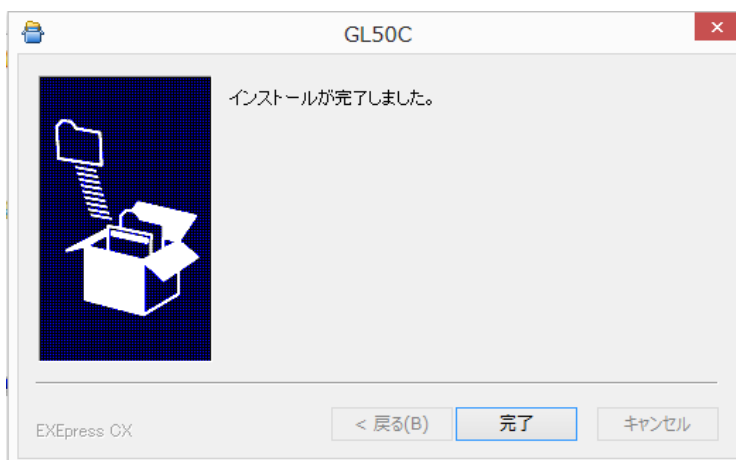 GL50C
インストールが完了しました。
EXEpress CX
< 戻る(B)
完了
キャンセル